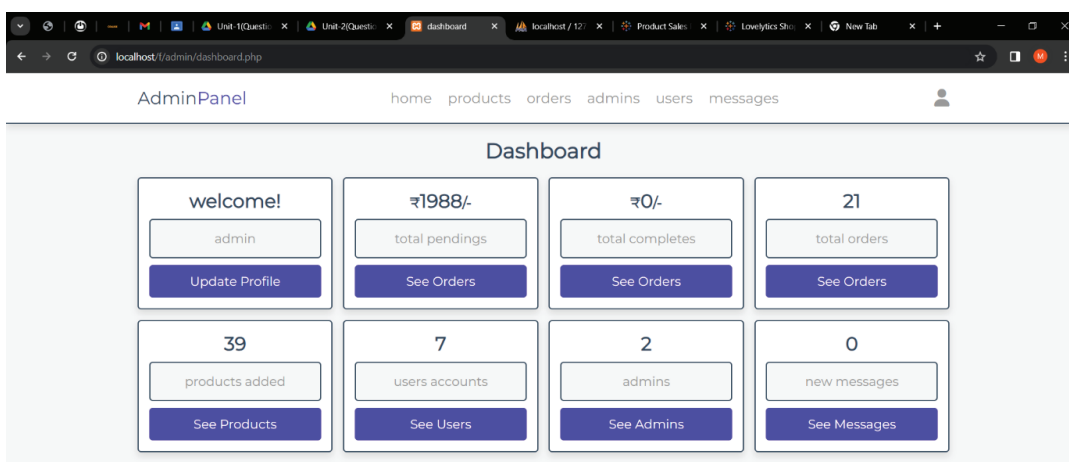 Unit-1(Questio
Unit-2(Questio
dashboard
localhost / 127
Product Sales
Lovelytics Shop
New Tab
localhost/f/admin/dashboard.php
M
AdminPanel
home products orders admins users messages
Dashboard
welcome!
admin
Update Profile
₹1988/-
total pendings
See Orders
₹0/-
total completes
See Orders
21
total orders
See Orders
39
products added
See Products
7
users accounts
See Users
2
admins
See Admins
0
new messages
See Messages